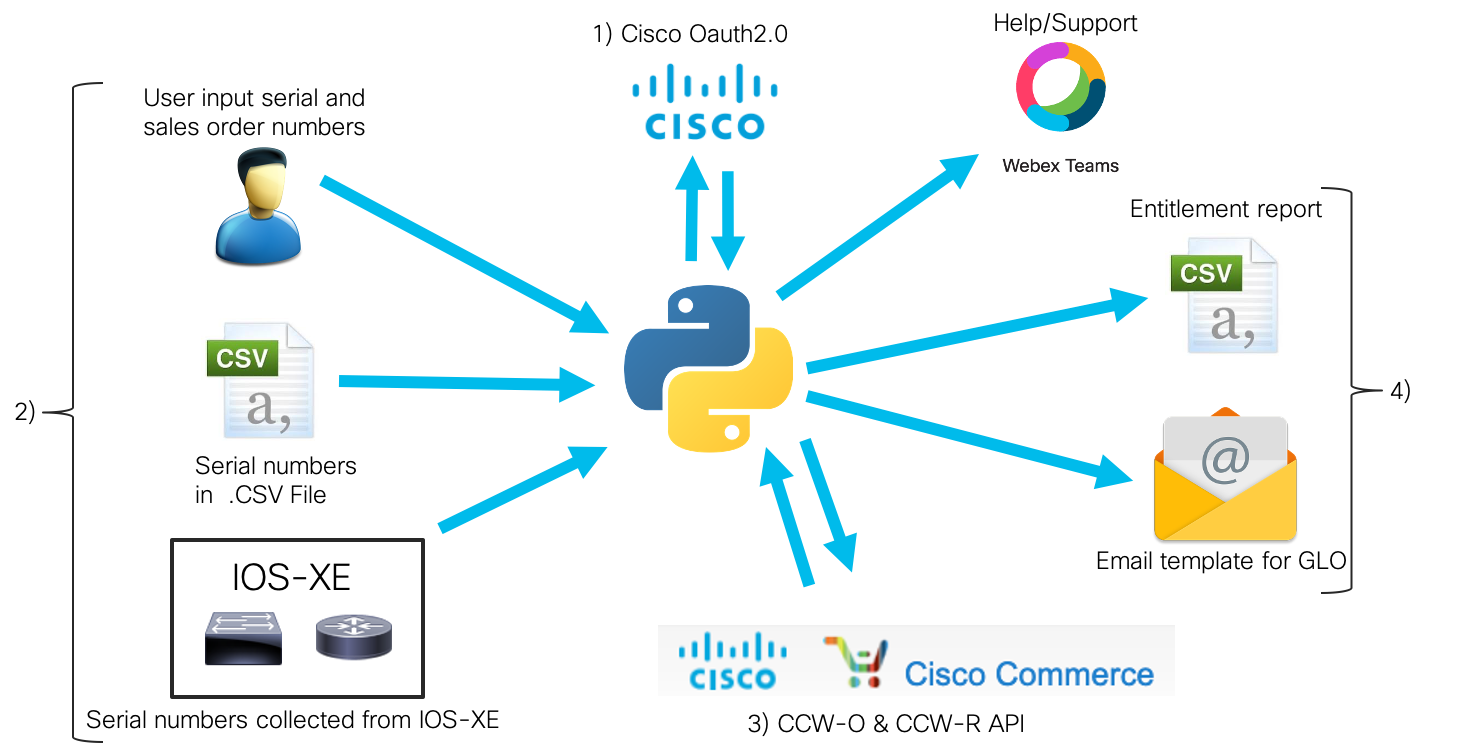 1) Cisco Oauth2.0
CISCO
Help/Support
Webex Teams
2)
User input serial and
sales order numbers
CSV
a,
Serial numbers
in .CSV File
IOS-XE
Serial numbers collected from IOS-XE
CISCO
Cisco Commerce
3) CCW-O & CCW-R API
Entitlement report
CSV
a,
@
Email template for GLO
4)